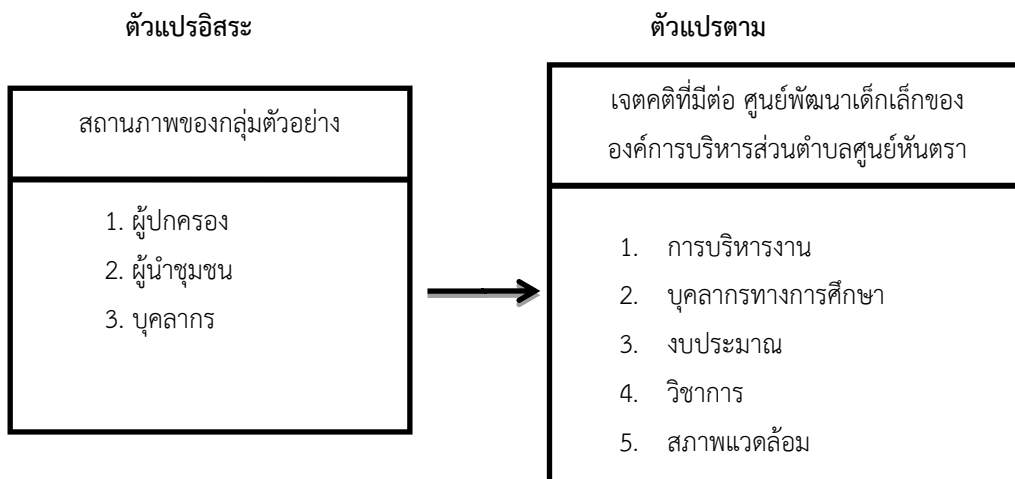 ตัวแปรอิสระ
สถานภาพของกลุ่มตัวอย่าง
1. ผู้ปกครอง
2. ผู้นำชุมชน
3. บุคลากร
ตัวแปรตาม
เจตคติที่มีต่อ ศูนย์พัฒนาเด็กเล็กของ
องค์การบริหารส่วนตำบลศูนย์หันตรา
1. การบริหารงาน
2. บุคลากรทางการศึกษา
3. งบประมาณ
4. วิชาการ
5. สภาพแวดล้อม